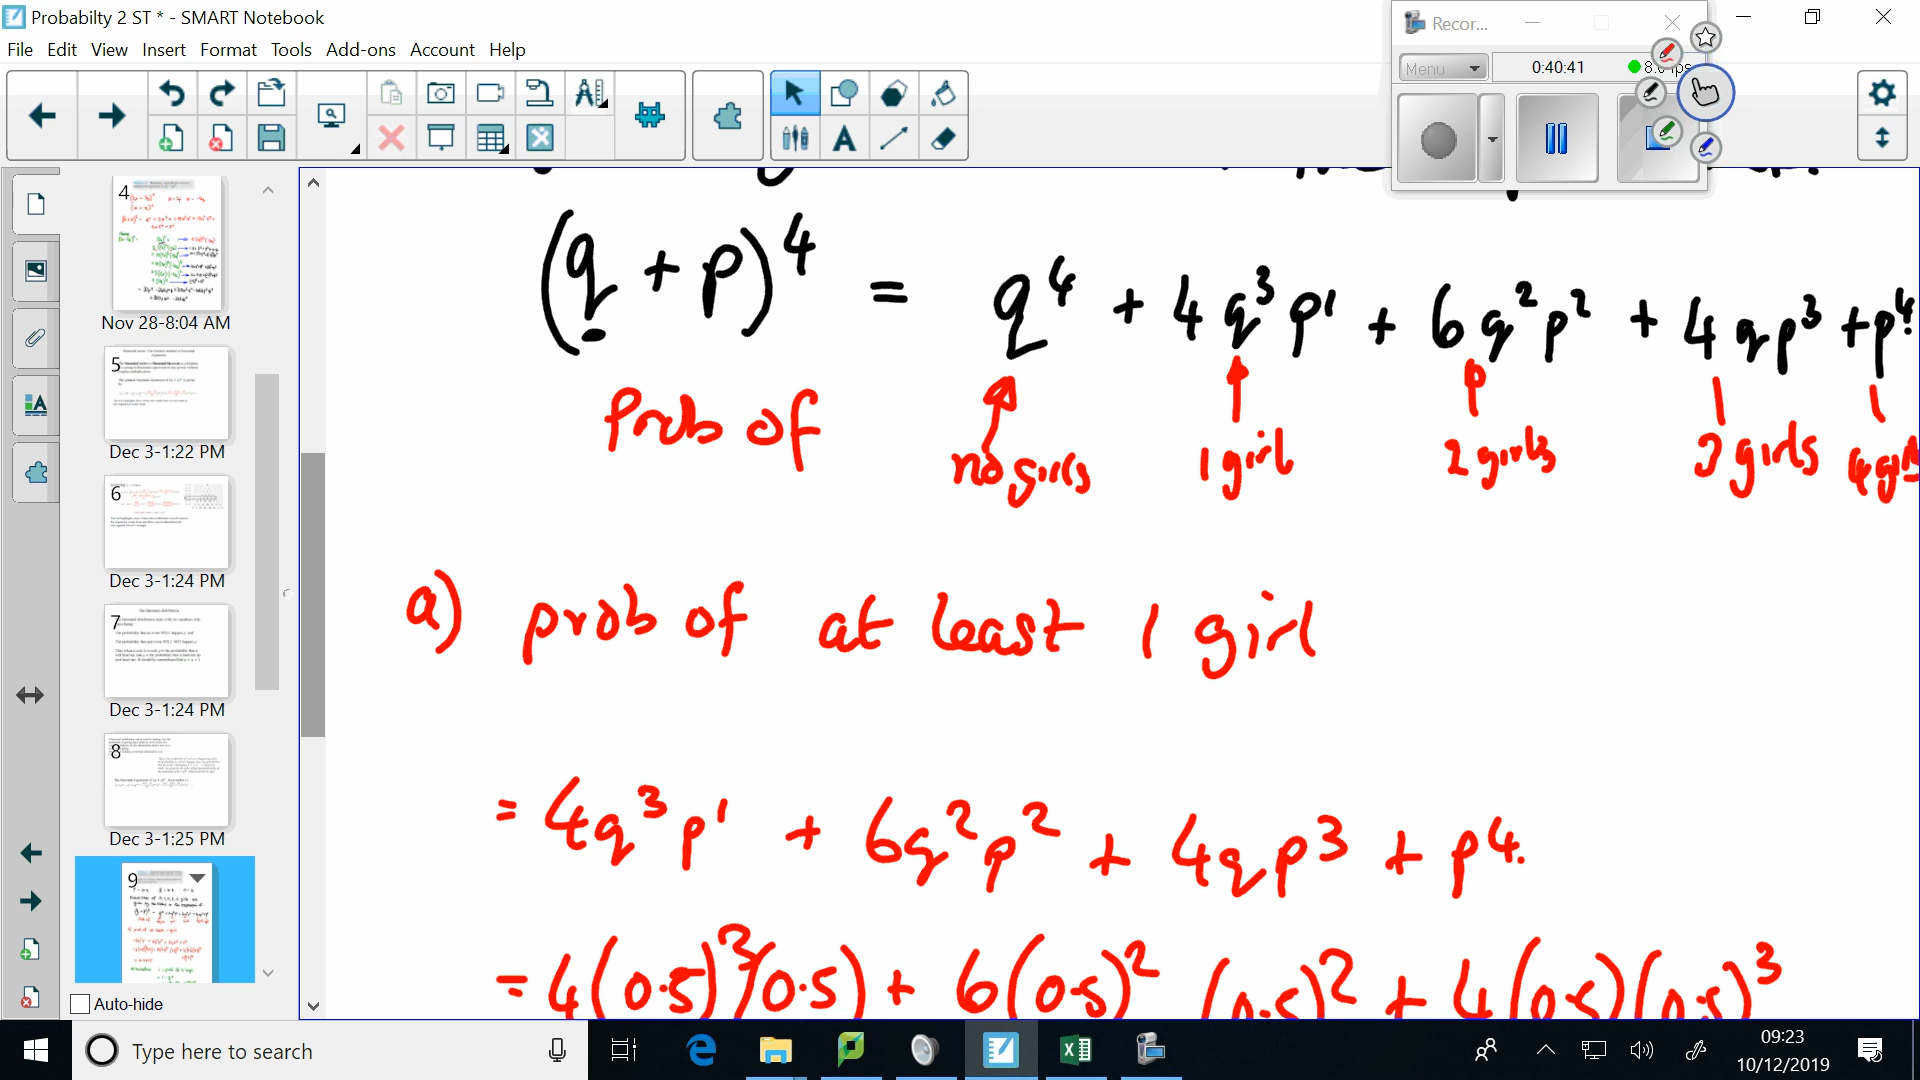 Probabilty 2 ST * - SMART Notebook
File Edit View Insert Format Tools Add-ons Account Help
Recor...
Menu
0:40:41
4
Nov 28-8:04 AM
5
Dec 3-1:22 PM
6
Dec 3-1:24 PM
7
Dec 3-1:24 PM
8
Dec 3-1:25 PM
9
Auto-hide
(q + p)⁴ = q⁴ + 4q³p¹ + 6q²p² + 4qp³ + p⁴.
Prob of no girls 1 girl 2 girls 3 girls 4 girls
a) prob of at least 1 girl
= 4q³p¹ + 6q²p² + 4qp³ + p⁴.
= 4(0.5)³(0.5) + 6(0.5)² (0.5)² + 4(0.5)(0.5)³
Type here to search
09:23
10/12/2019